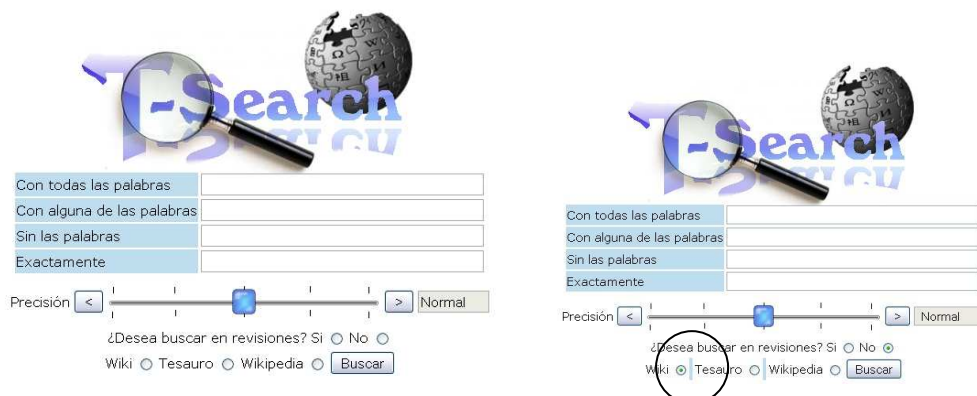 T-Search
Con todas las palabras
Con alguna de las palabras
Sin las palabras
Exactamente
Precisión < > Normal
¿Desea buscar en revisiones? Si No
Wiki Tesauro Wikipedia Buscar
T-Search
Con todas las palabras
Con alguna de las palabras
Sin las palabras
Exactamente
Precisión < > Normal
¿Desea buscar en revisiones? Si No
Wiki Tesauro Wikipedia Buscar